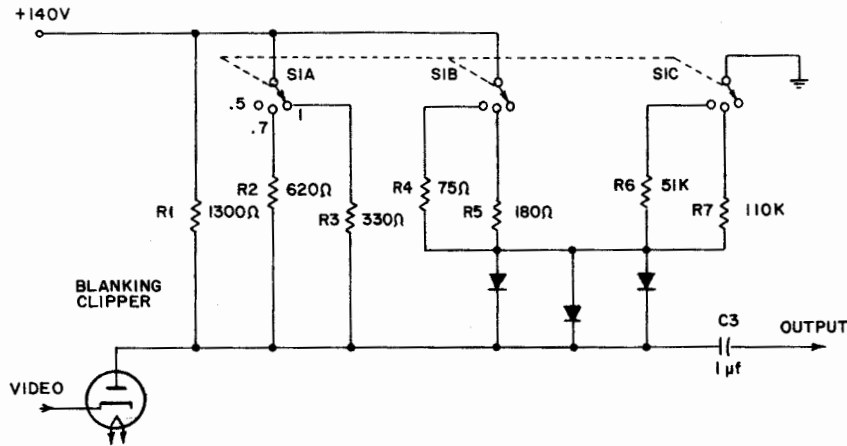 +140V
S1A
S1B
S1C
.5
.7
1
R1
1300Ω
R2
620Ω
R3
330Ω
R4
75Ω
R5
180Ω
R6
51K
R7
110K
BLANKING
CLIPPER
C3
1 µf
OUTPUT
VIDEO